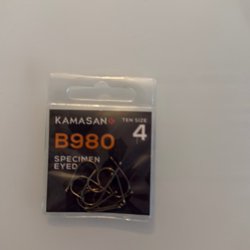 KAMASAN
TEN SIZE
4
B980
SPECIMEN
EYED